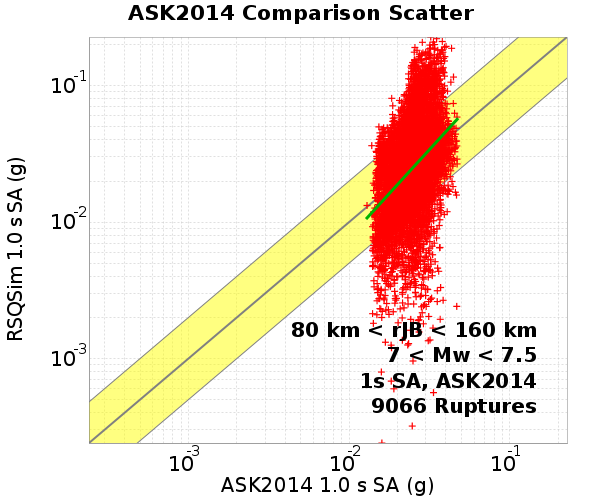 ASK2014 Comparison Scatter
RSQSim 1.0 s SA (g)
10-1
10-2
10-3
80 km < rJB < 160 km
7 < Mw < 7.5
1s SA, ASK2014
9066 Ruptures
10-3 10-2 10-1
ASK2014 1.0 s SA (g)